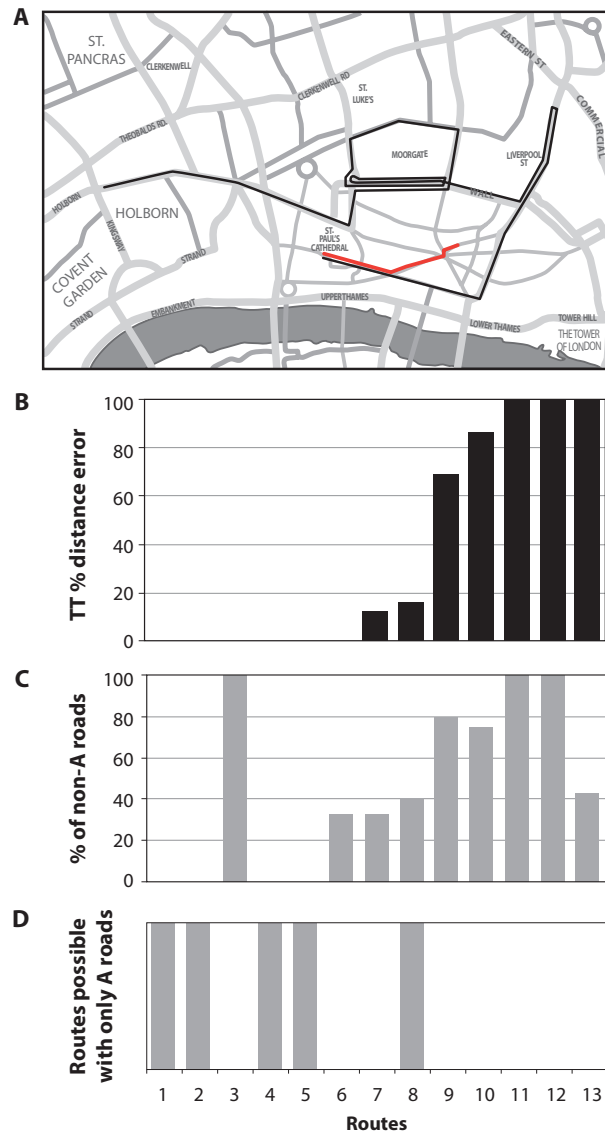 A
ST.
PANCRAS
CLERKENWELL
CLERKENWELL RD
ST.
LUKE'S
EASTERN ST
COMMERCIAL
THEOBALDS RD.
MOORGATE
LIVERPOOL
ST
HOLBORN
HOLBORN
WALL
KINGSWAY
COVENT
GARDEN
STRAND
ST-
PAUL'S
CATHEDRAL
STRAND
EMBANKMENT
UPPER THAMES
LOWER THAMES
TOWER HILL
THE TOWER
OF LONDON
B
TT % distance error
100
80
60
40
20
0
C
% of non-A roads
100
80
60
40
20
0
D
Routes possible
with only A roads
1 2 3 4 5 6 7 8 9 10 11 12 13
Routes